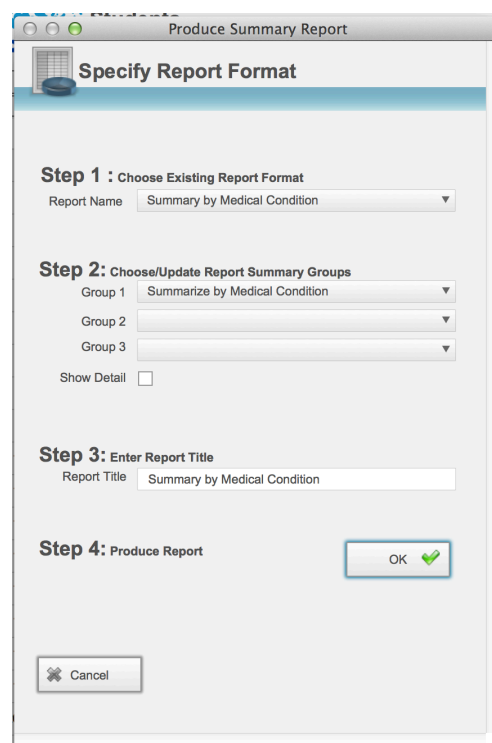 Students
Produce Summary Report
Specify Report Format
Step 1 : Choose Existing Report Format
Report Name Summary by Medical Condition
Step 2: Choose/Update Report Summary Groups
Group 1 Summarize by Medical Condition
Group 2
Group 3
Show Detail
Step 3: Enter Report Title
Report Title Summary by Medical Condition
Step 4: Produce Report
OK
Cancel